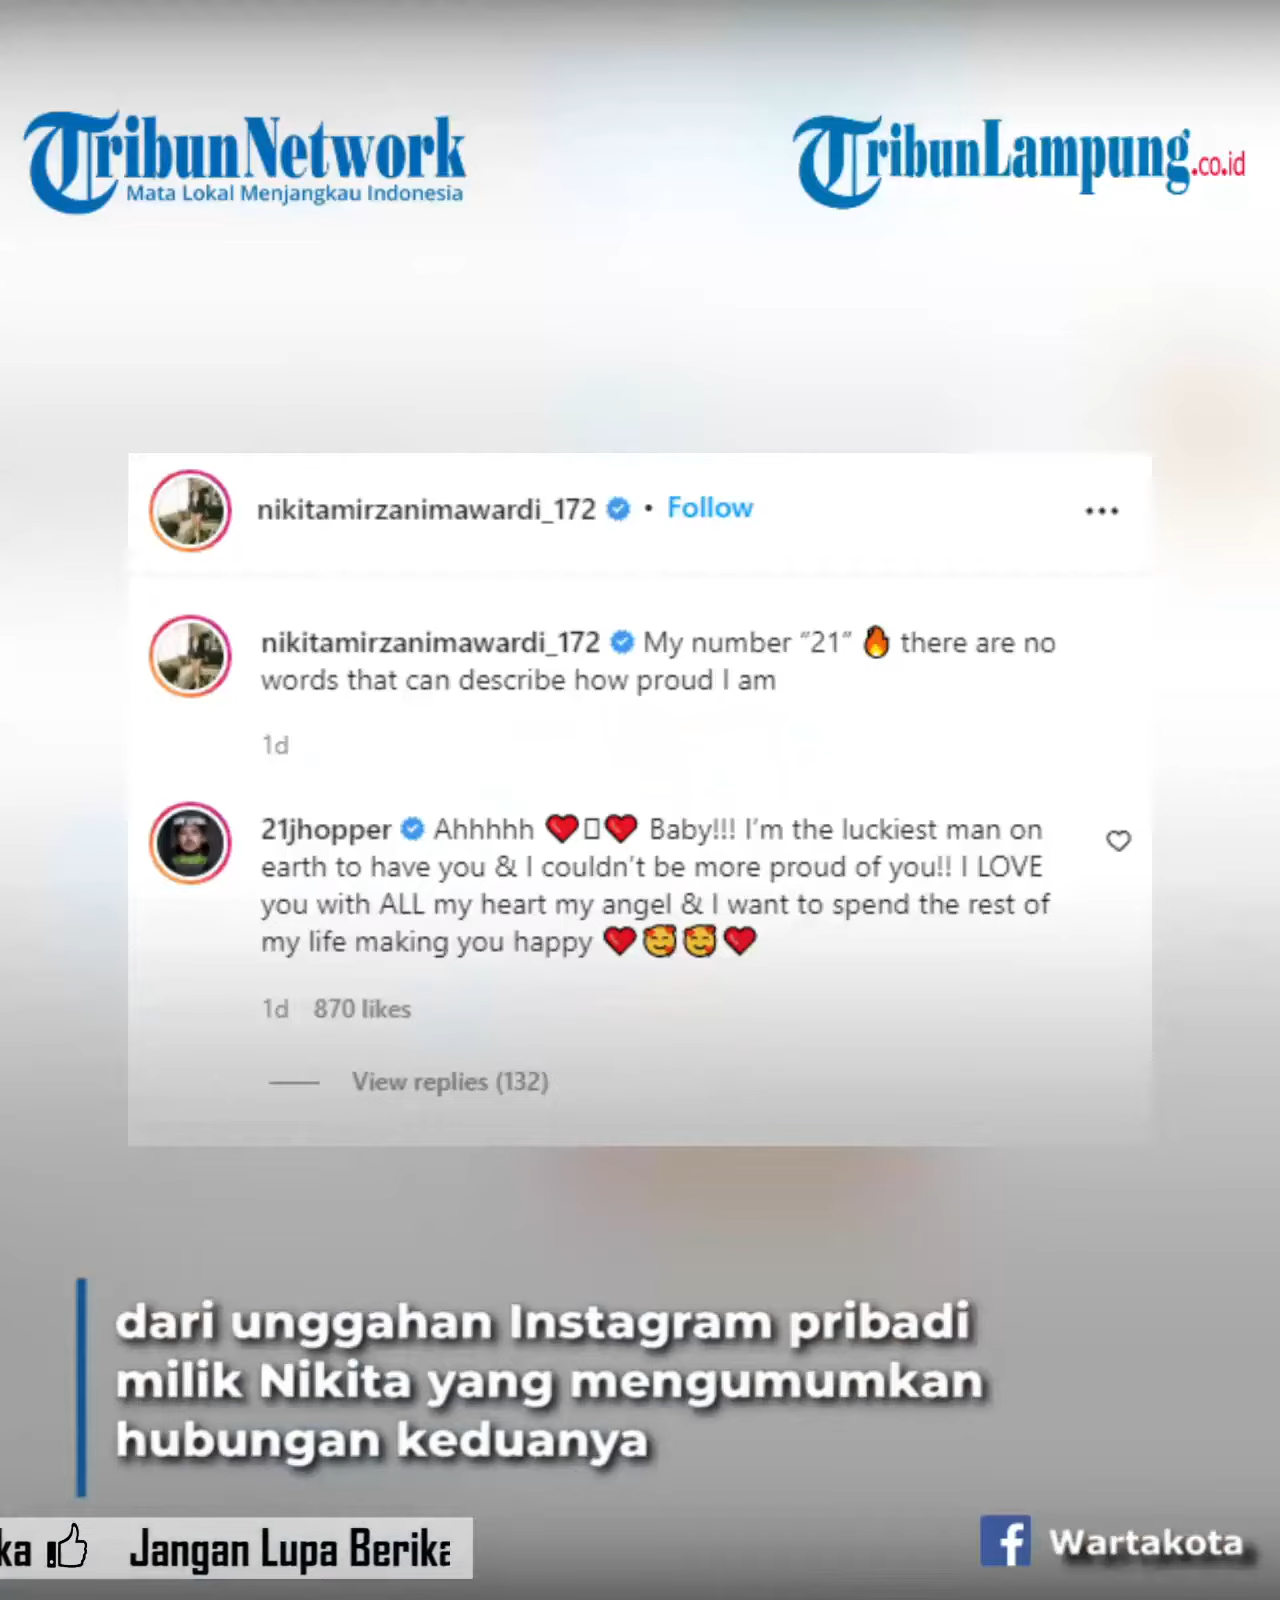 TribunNetwork
Mata Lokal Menjangkau Indonesia
TribunLampung.co.id
nikitamirzanimawardi_172 • Follow
nikitamirzanimawardi_172 My number “21” 🔥 there are no
words that can describe how proud I am
1d
21jhopper Ahhhhh ❤️▯❤️ Baby!!! I’m the luckiest man on
earth to have you & I couldn’t be more proud of you!! I LOVE
you with ALL my heart my angel & I want to spend the rest of
my life making you happy ❤️🥰🥰❤️
1d 870 likes
View replies (132)
dari unggahan Instagram pribadi
milik Nikita yang mengumumkan
hubungan keduanya
ka 👍 Jangan Lupa Berika
Wartakota